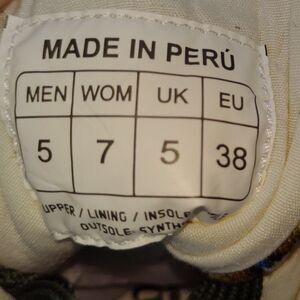 MADE IN PERÚ
MEN WOM UK EU
5 7 5 38
UPPER / LINING / INSOLE
OUTSOLE: SYNTH